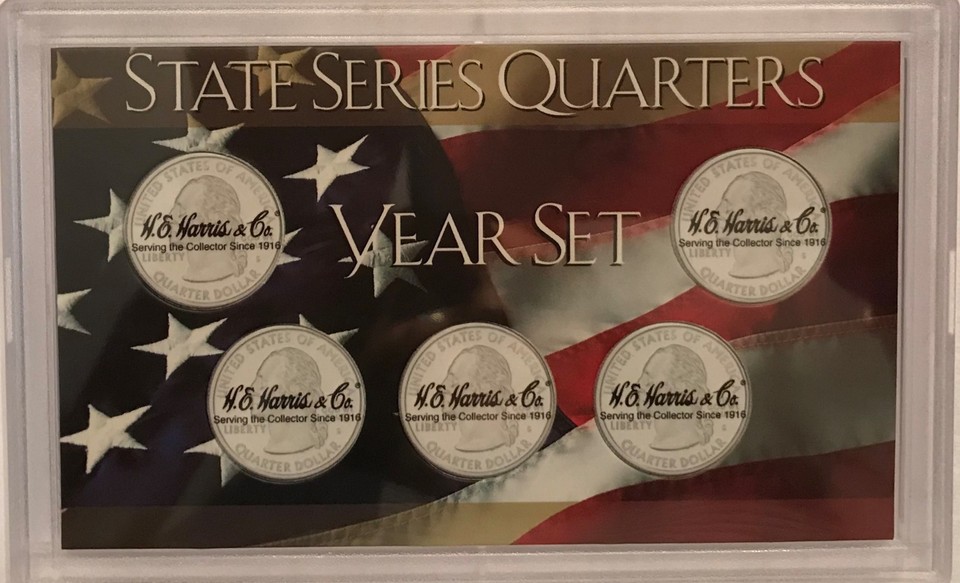 STATE SERIES QUARTERS
YEAR SET
UNITED STATES OF AMERICA
H.E. Harris & Co.®
Serving the Collector Since 1916
LIBERTY S
QUARTER DOLLAR
UNITED STATES OF AMERICA
H.E. Harris & Co.®
Serving the Collector Since 1916
LIBERTY S
QUARTER DOLLAR
UNITED STATES OF AMERICA
H.E. Harris & Co.®
Serving the Collector Since 1916
LIBERTY S
QUARTER DOLLAR
UNITED STATES OF AMERICA
H.E. Harris & Co.®
Serving the Collector Since 1916
LIBERTY S
QUARTER DOLLAR
UNITED STATES OF AMERICA
H.E. Harris & Co.®
Serving the Collector Since 1916
LIBERTY S
QUARTER DOLLAR